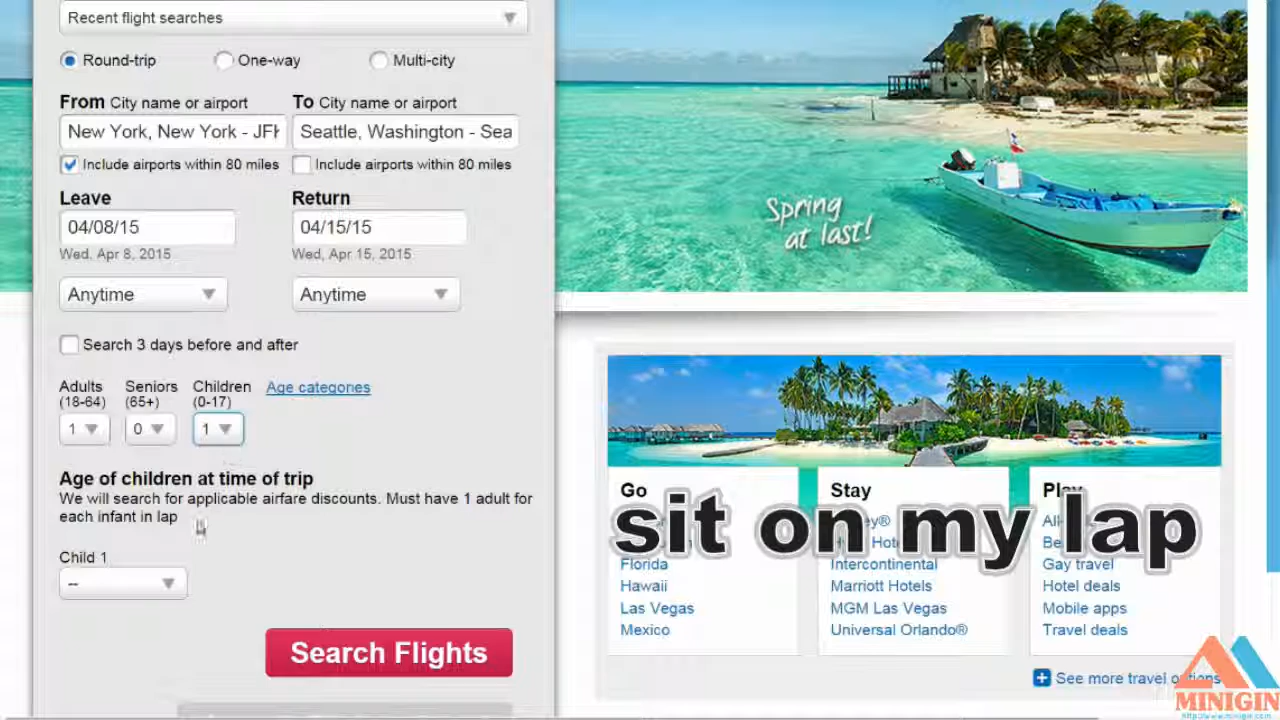 Recent flight searches
Round-trip
One-way
Multi-city
From City name or airport
To City name or airport
New York, New York - JFK
Seattle, Washington - Sea
Include airports within 80 miles
Include airports within 80 miles
Leave
Return
04/08/15
04/15/15
Wed, Apr 8, 2015
Wed, Apr 15, 2015
Anytime
Anytime
Search 3 days before and after
Adults
(18-64)
Seniors
(65+)
Children
(0-17)
Age categories
1
0
1
Age of children at time of trip
We will search for applicable airfare discounts. Must have 1 adult for
each infant in lap
Child 1
--
Search Flights
Spring
at last!
Go
Florida
Hawaii
Las Vegas
Mexico
Stay
Intercontinental
Marriott Hotels
MGM Las Vegas
Universal Orlando®
Play
Gay travel
Hotel deals
Mobile apps
Travel deals
sit on my lap
See more travel options
MINIGIN
http://www.minigin.com